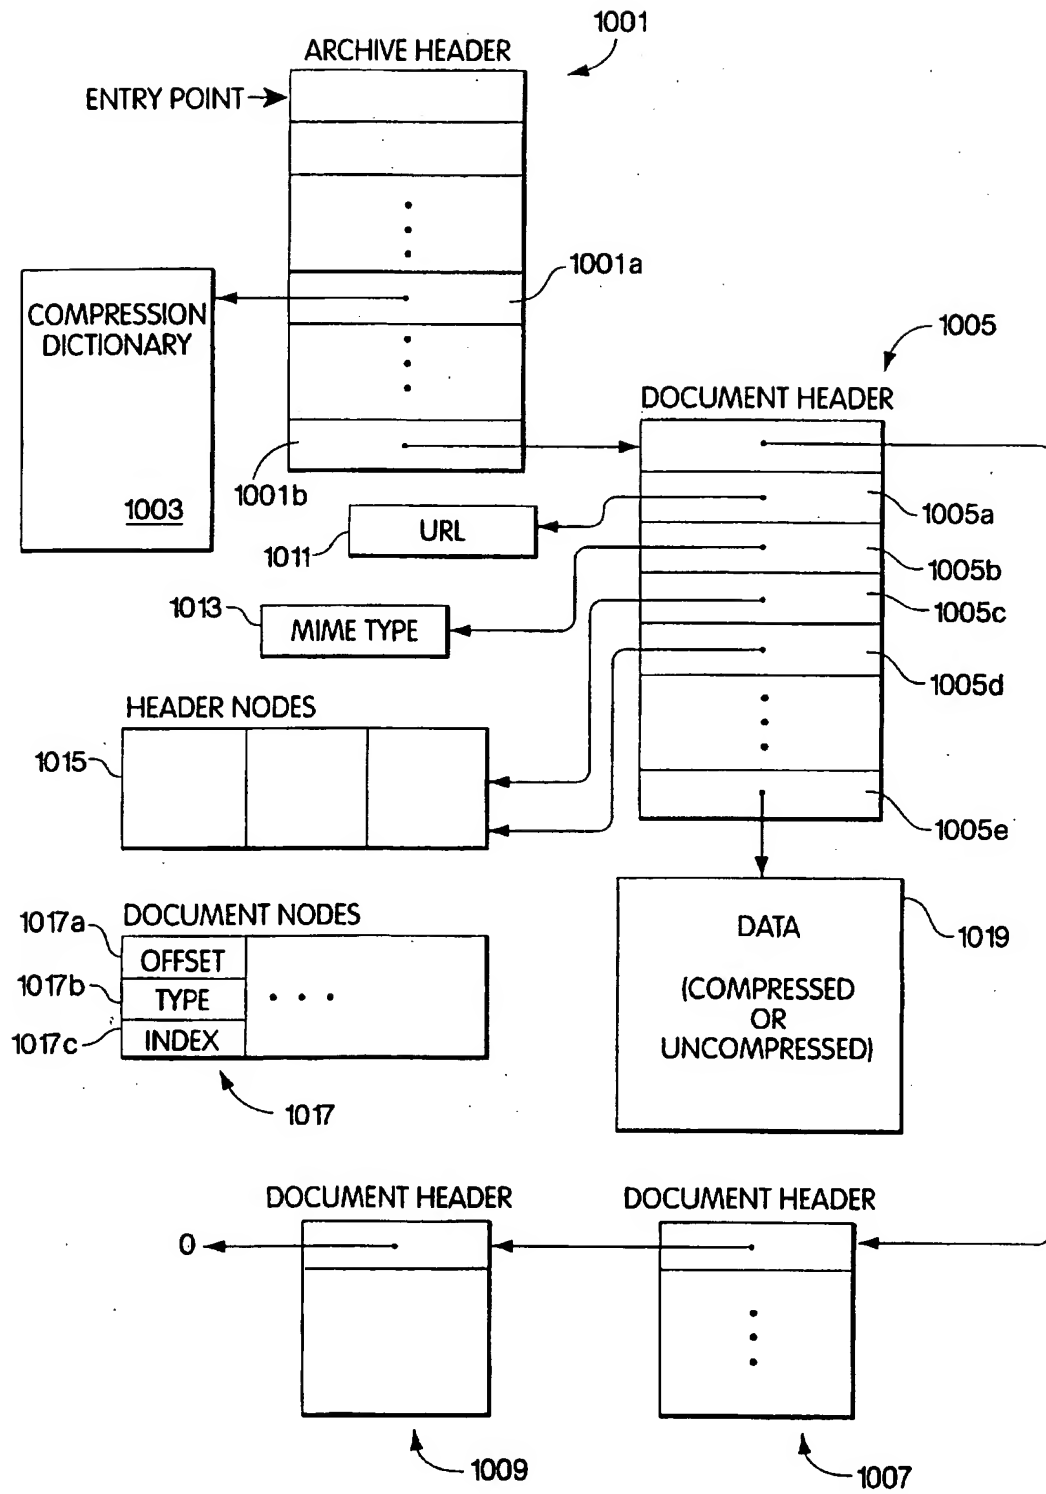 1001
ARCHIVE HEADER
ENTRY POINT
1001a
COMPRESSION
DICTIONARY
1003
1005
DOCUMENT HEADER
1001b
1005a
URL
1011
1005b
1013
MIME TYPE
1005c
1005d
HEADER NODES
1015
1005e
DOCUMENT NODES
1017a
OFFSET
1017b
TYPE
1017c
INDEX
1017
DATA
1019
(COMPRESSED
OR
UNCOMPRESSED)
DOCUMENT HEADER
DOCUMENT HEADER
0
1009
1007